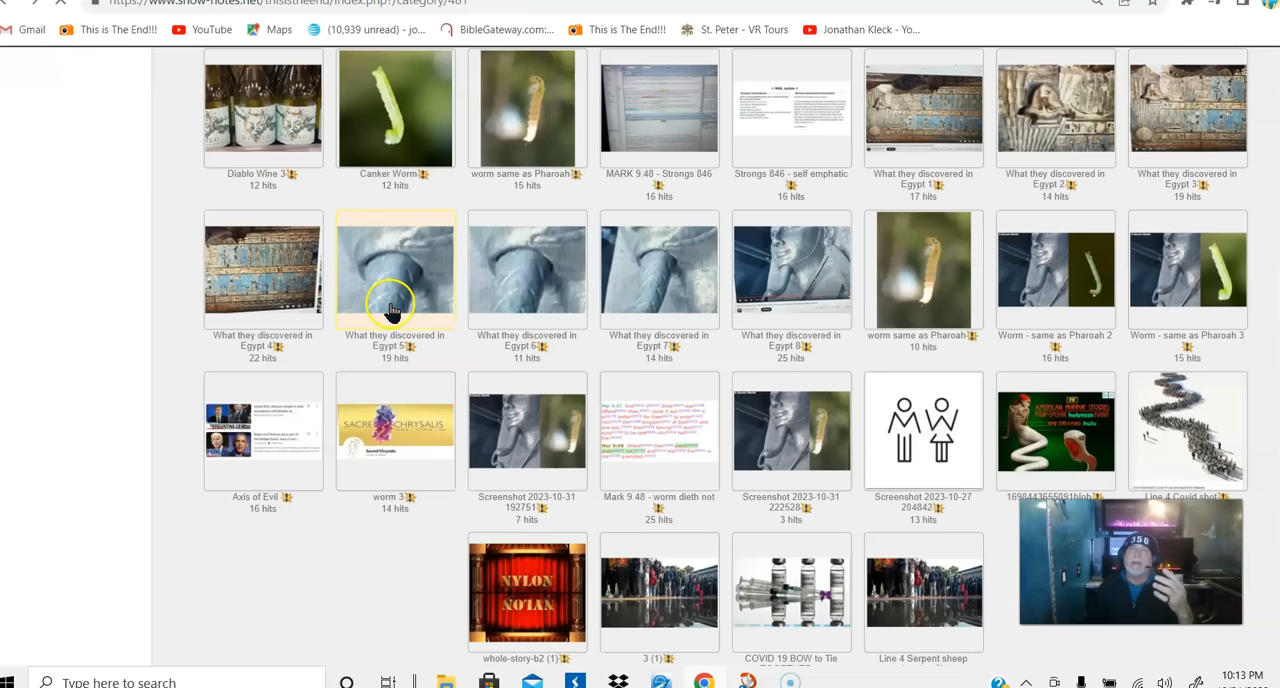 https://www.show-notes.net/thisistheend/index.php?/category/481
Gmail
This is The End!!!
YouTube
Maps
(10,939 unread) - jo...
BibleGateway.com:...
This is The End!!!
St. Peter - VR Tours
Jonathan Kleck - Yo...
Diablo Wine 3
12 hits
Canker Worm
12 hits
worm same as Pharoah
15 hits
MARK 9.48 - Strongs 846
16 hits
Strongs 846 - self emphatic
16 hits
What they discovered in
Egypt 1
17 hits
What they discovered in
Egypt 2
14 hits
What they discovered in
Egypt 3
19 hits
What they discovered in
Egypt 4
22 hits
What they discovered in
Egypt 5
19 hits
What they discovered in
Egypt 6
11 hits
What they discovered in
Egypt 7
14 hits
What they discovered in
Egypt 8
25 hits
worm same as Pharoah
10 hits
Worm - same as Pharoah 2
16 hits
Worm - same as Pharoah 3
15 hits
SACRED CHRYSALIS
AMERICAN HORROR STORIES
Axis of Evil
16 hits
worm 3
14 hits
Screenshot 2023-10-31
192751
7 hits
Mark 9.48 - worm dieth not
25 hits
Screenshot 2023-10-31
222528
3 hits
Screenshot 2023-10-27
204842
13 hits
1698443655091blob
Line 4 Covid shot
350
NYLON
whole-story-b2 (1)
3 (1)
COVID 19 BOW to Tie
TOGETHER
Line 4 Serpent sheep
Type here to search
10:13 PM